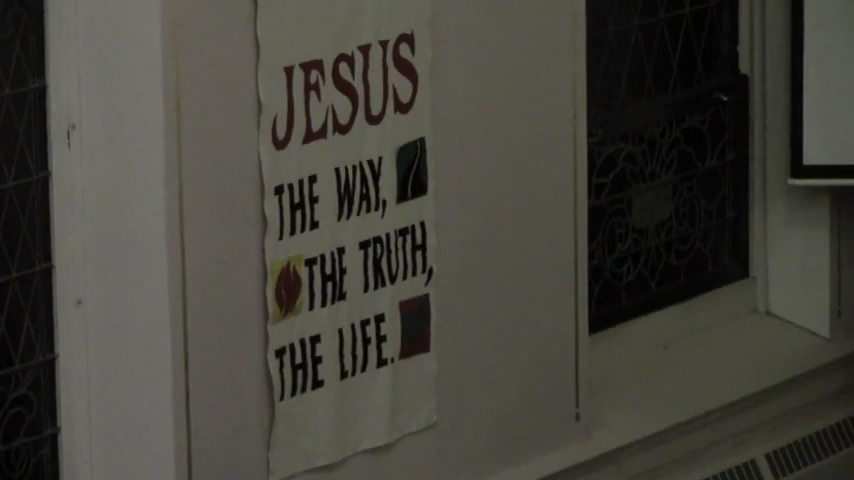 JESUS
THE WAY,
THE TRUTH,
THE LIFE.